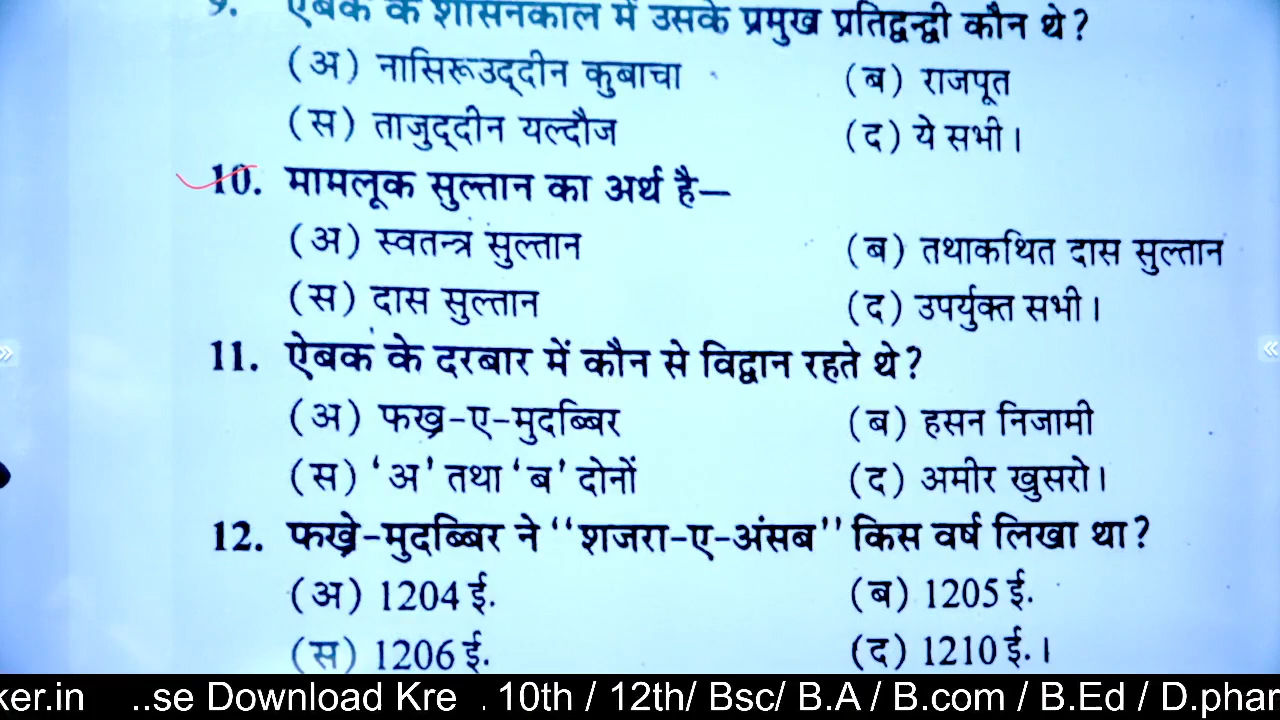 9. ऐबक के शासनकाल में उसके प्रमुख प्रतिद्वन्द्वी कौन थे?
(अ) नासिरूउद्दीन कुबाचा (ब) राजपूत
(स) ताजुद्दीन यल्दौज (द) ये सभी।
10. मामलूक सुल्तान का अर्थ है—
(अ) स्वतन्त्र सुल्तान (ब) तथाकथित दास सुल्तान
(स) दास सुल्तान (द) उपर्युक्त सभी।
11. ऐबक के दरबार में कौन से विद्वान रहते थे?
(अ) फख्र-ए-मुदब्बिर (ब) हसन निजामी
(स) ‘अ’ तथा ‘ब’ दोनों (द) अमीर खुसरो।
12. फख्रे-मुदब्बिर ने “शजरा-ए-अंसब” किस वर्ष लिखा था?
(अ) 1204 ई. (ब) 1205 ई.
(स) 1206 ई. (द) 1210 ई.।
ker.in ..se Download Kre . 10th / 12th/ Bsc/ B.A / B.com / B.Ed / D.phar